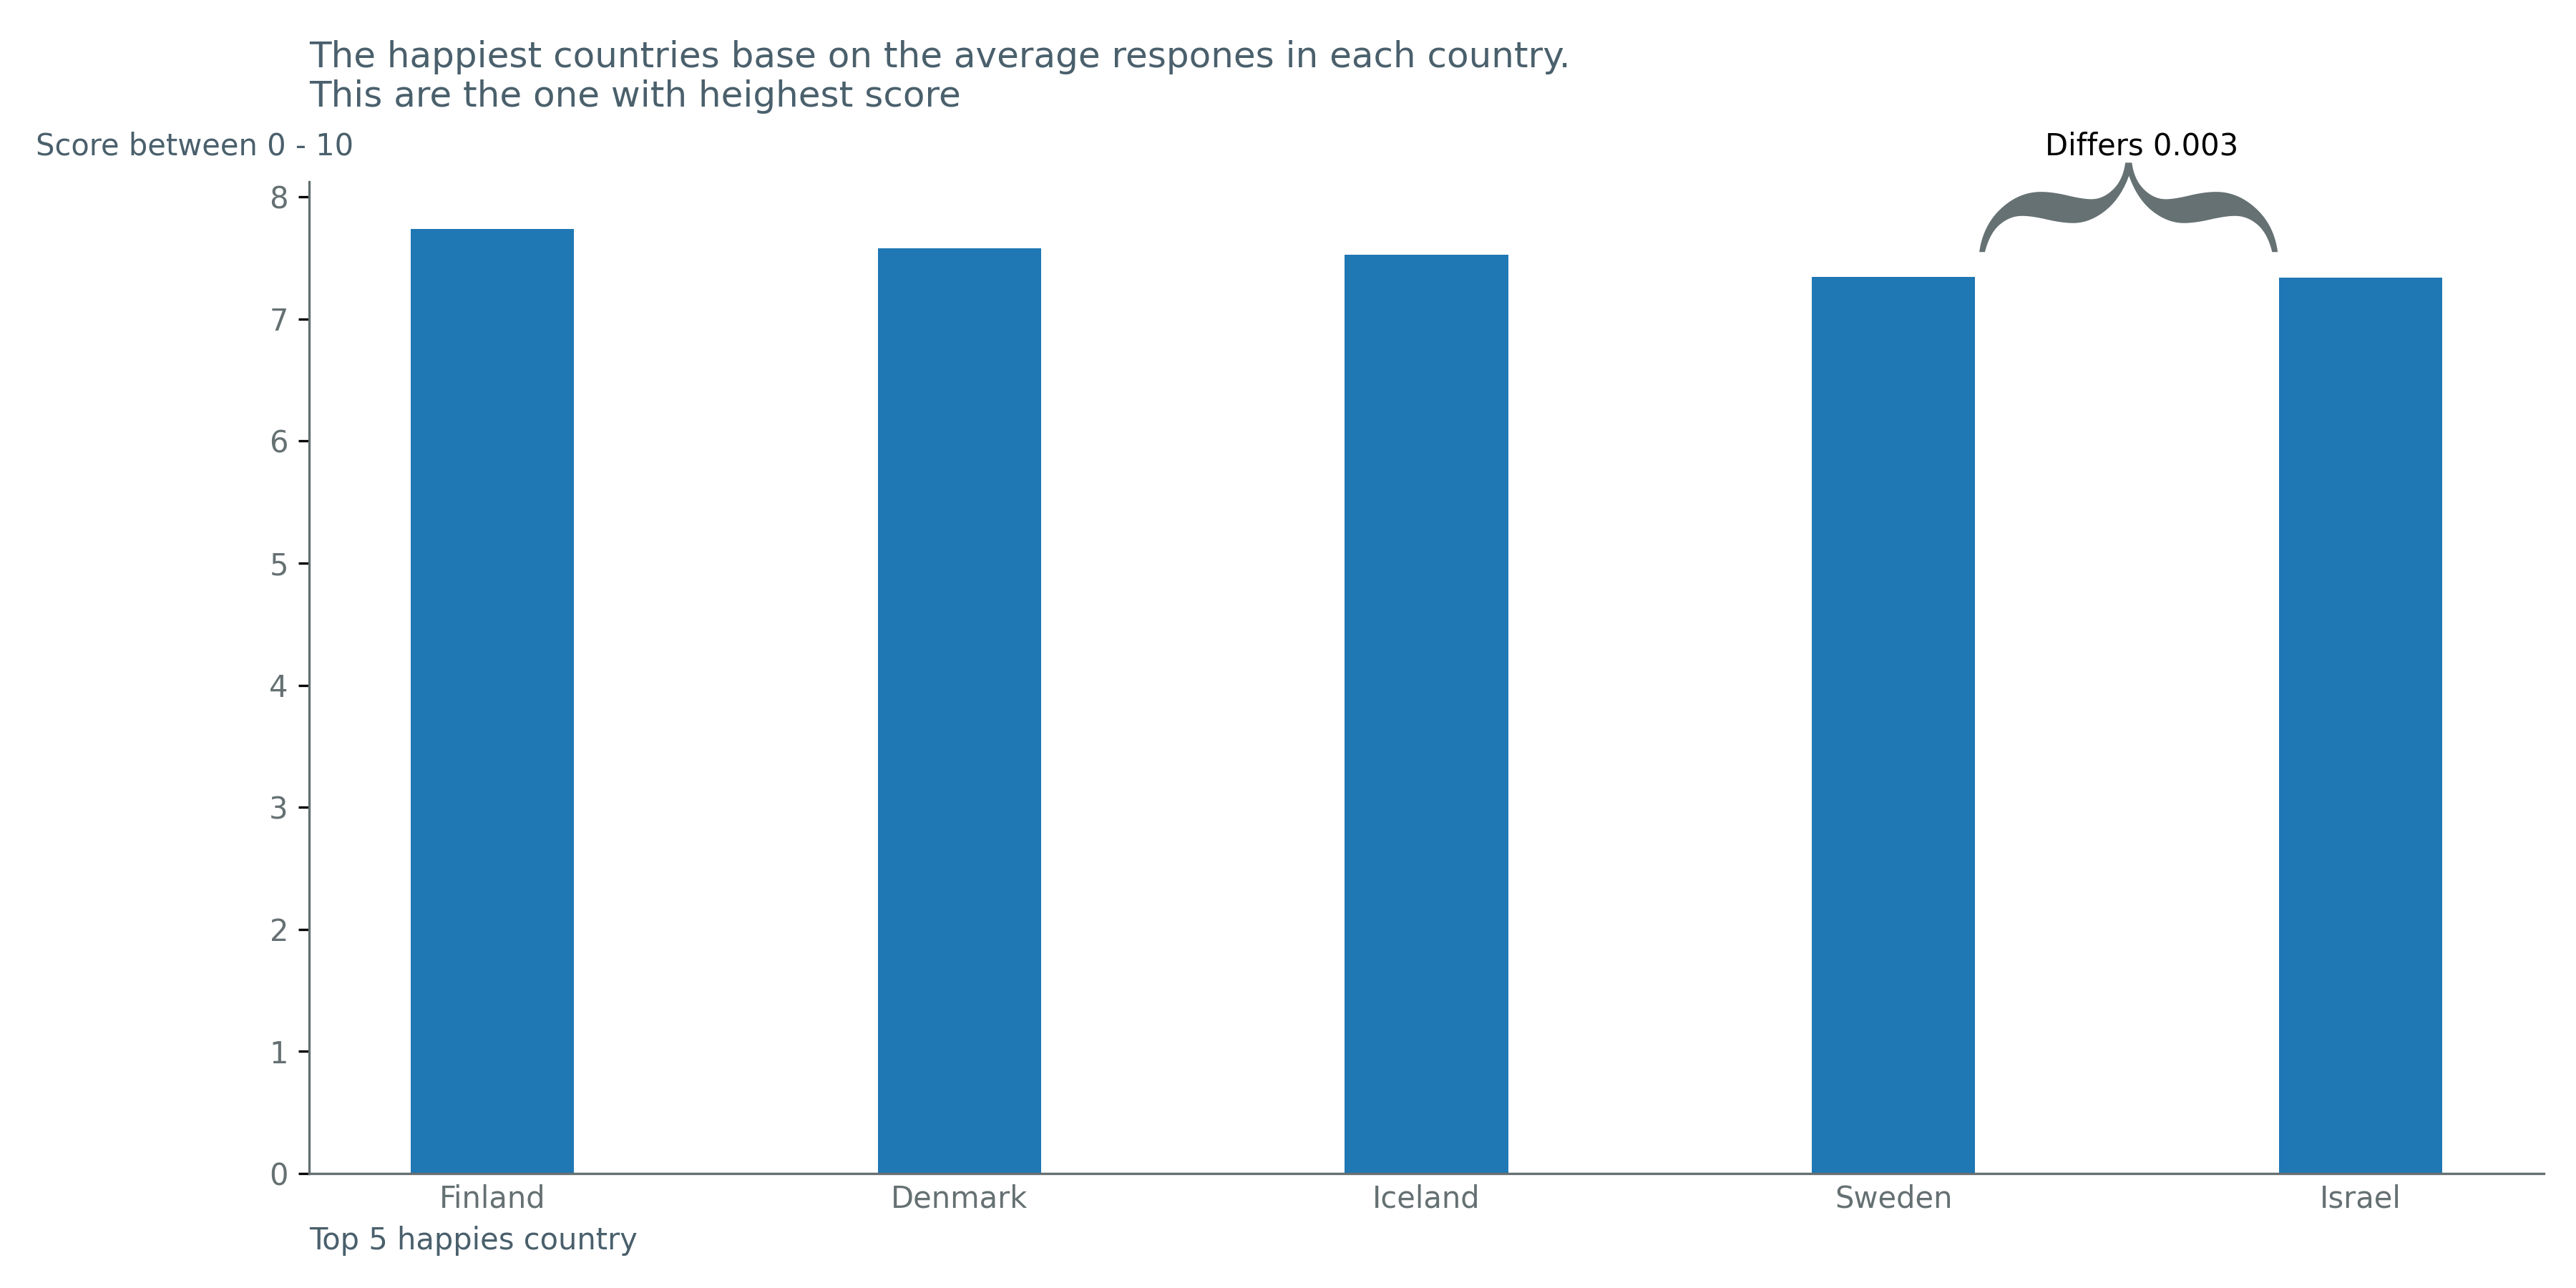 The happiest countries base on the average respones in each country.
This are the one with heighest score
Score between 0 - 10
Differs 0.003
8
7
6
5
4
3
2
1
0
Finland Denmark Iceland Sweden Israel
Top 5 happies country